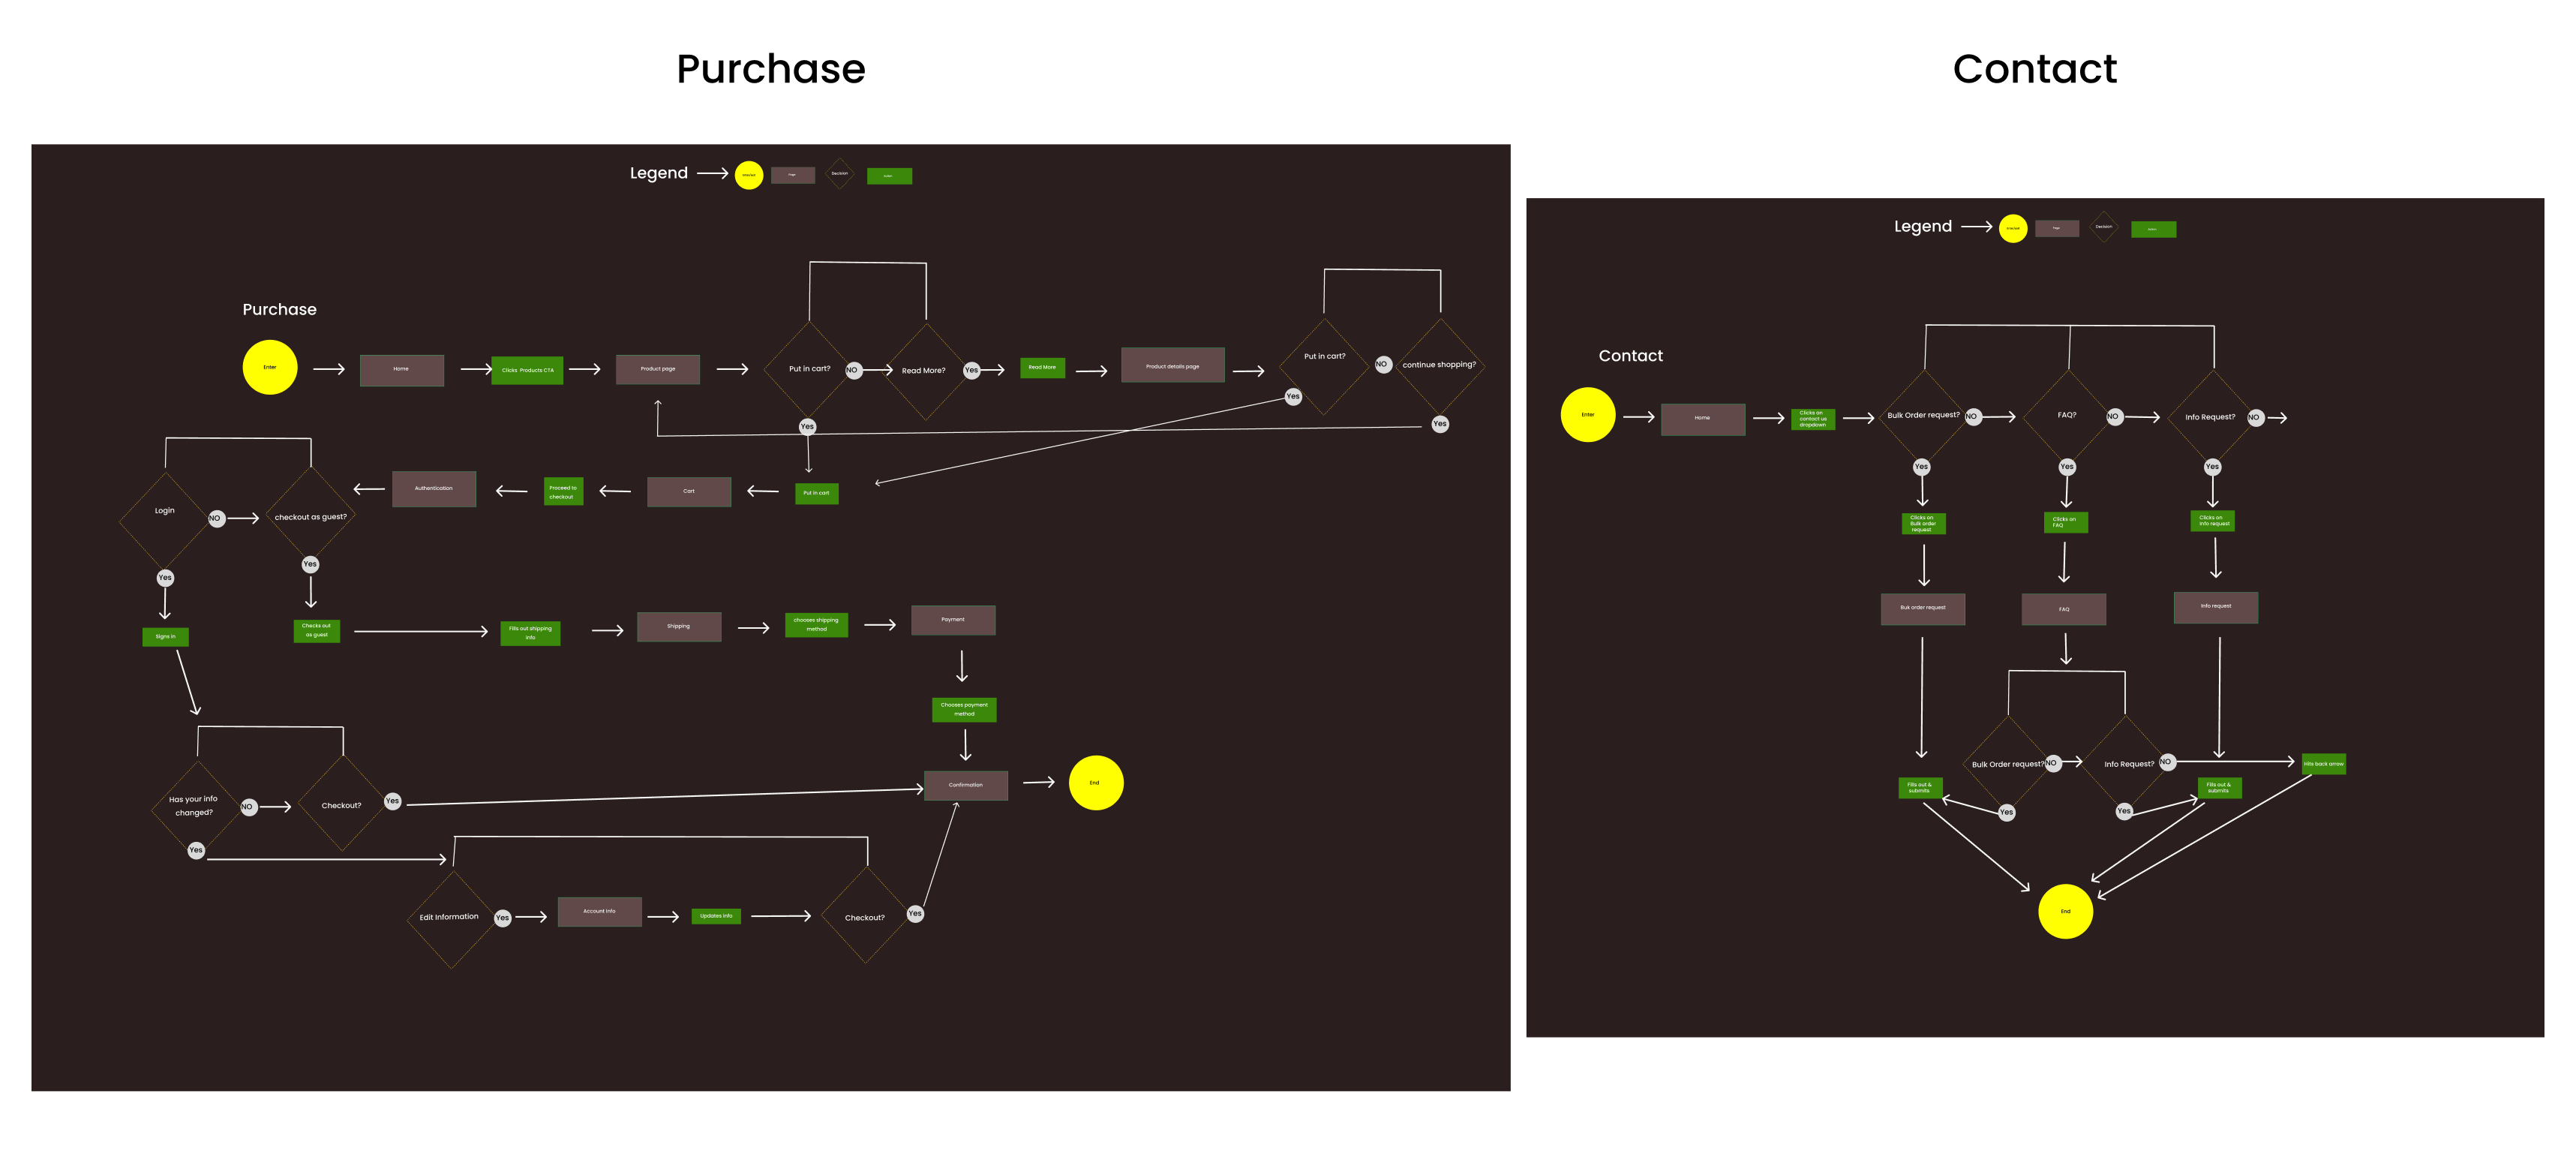 Purchase
Contact
Legend
Page
Decision
Legend
Page
Decision
Purchase
Enter
Home
Clicks Products CTA
Product page
Put in cart?
NO
Read More?
Yes
Read More
Product details page
Put in cart?
NO
continue shopping?
Yes
Yes
Yes
Login
NO
checkout as guest?
Authentication
Proceed to
checkout
Cart
Put in cart
Yes
Yes
Signs in
Checks out
as guest
Fills out shipping
info
Shipping
chooses shipping
method
Payment
Chooses payment
method
Has your info
changed?
NO
Checkout?
Yes
Confirmation
End
Yes
Edit Information
Yes
Account Info
Updates info
Checkout?
Yes
Contact
Enter
Home
Clicks on
contact us
dropdown
Bulk Order request?
NO
FAQ?
NO
Info Request?
NO
Yes
Yes
Yes
Clicks on
Bulk order
request
Clicks on
FAQ
Clicks on
Info request
Buk order request
FAQ
Info request
Bulk Order request?
NO
Info Request?
NO
Hits back arrow
Fills out &
submits
Yes
Yes
Fills out &
submits
End